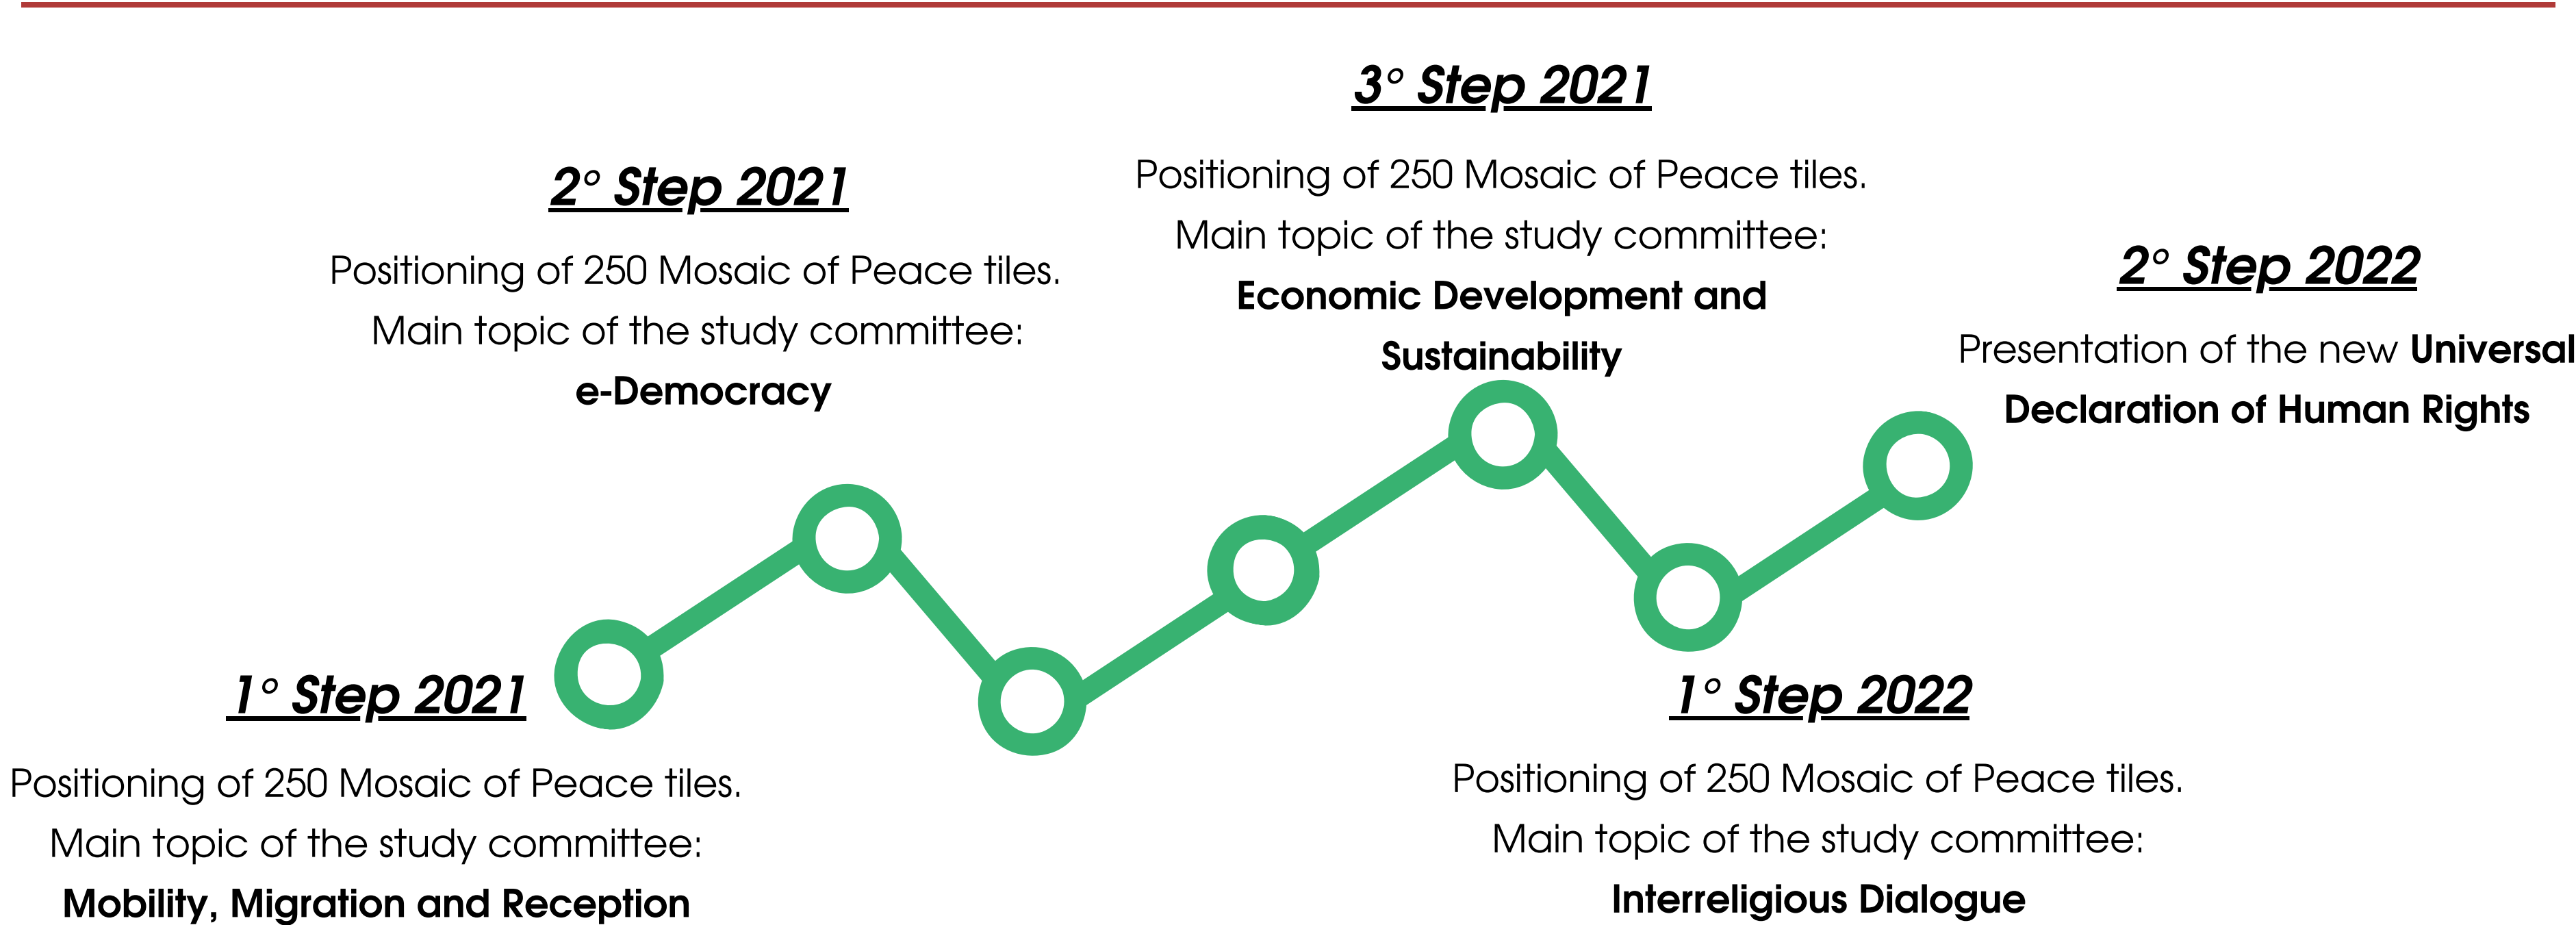 1° Step 2021
Positioning of 250 Mosaic of Peace tiles.
Main topic of the study committee:
Mobility, Migration and Reception
2° Step 2021
Positioning of 250 Mosaic of Peace tiles.
Main topic of the study committee:
e-Democracy
3° Step 2021
Positioning of 250 Mosaic of Peace tiles.
Main topic of the study committee:
Economic Development and
Sustainability
1° Step 2022
Positioning of 250 Mosaic of Peace tiles.
Main topic of the study committee:
Interreligious Dialogue
2° Step 2022
Presentation of the new Universal
Declaration of Human Rights